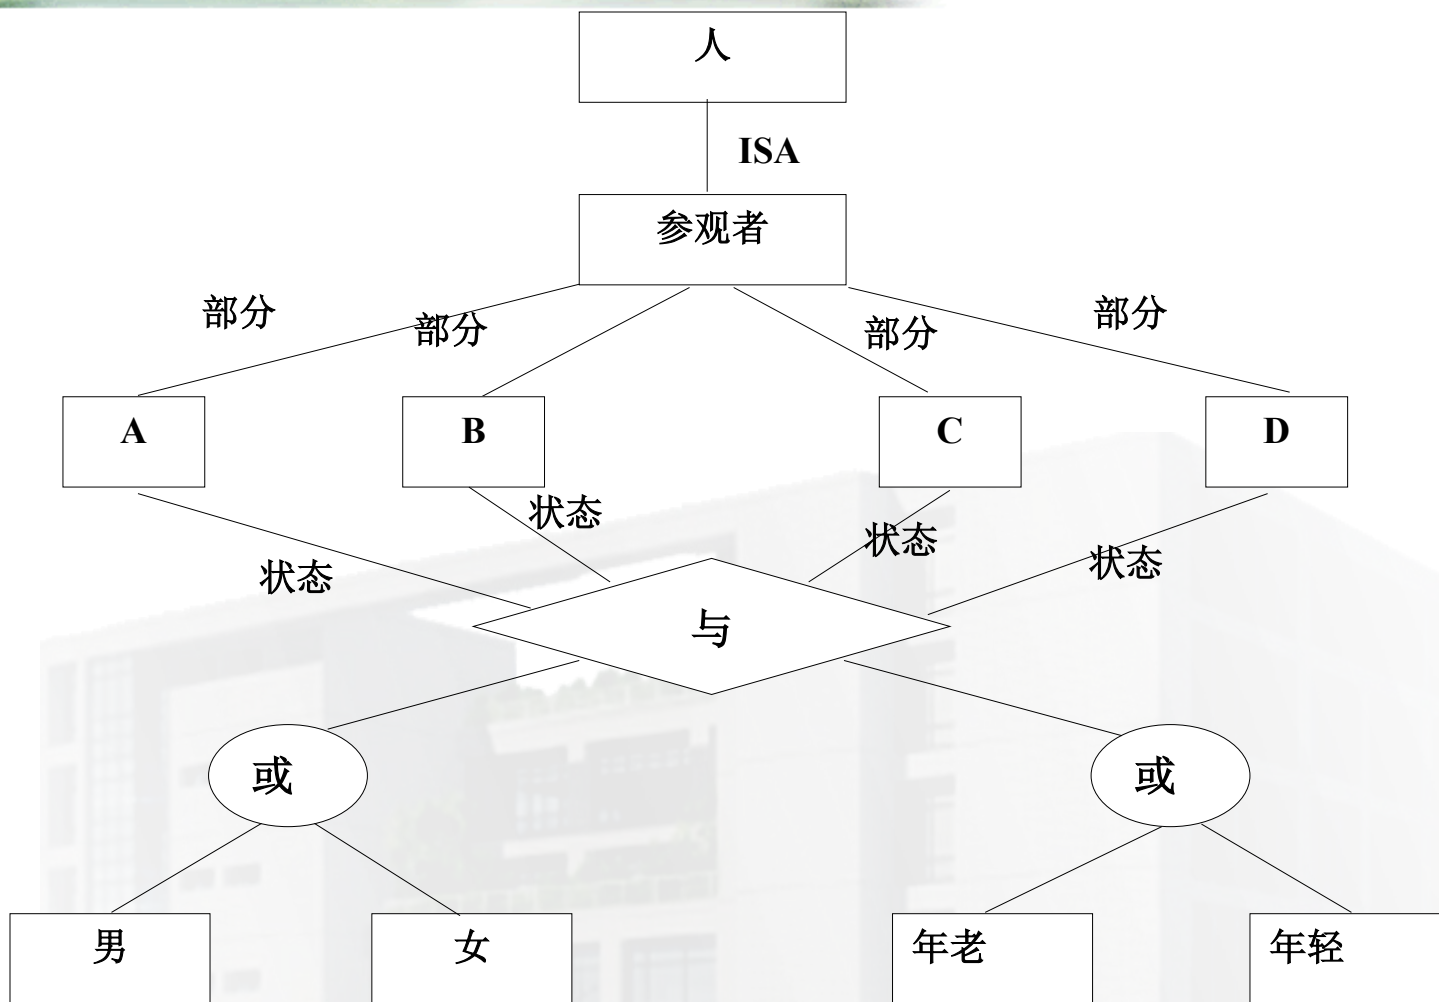 人
ISA
参观者
部分
部分
部分
部分
A
B
C
D
状态
状态
状态
状态
与
或
或
男
女
年老
年轻